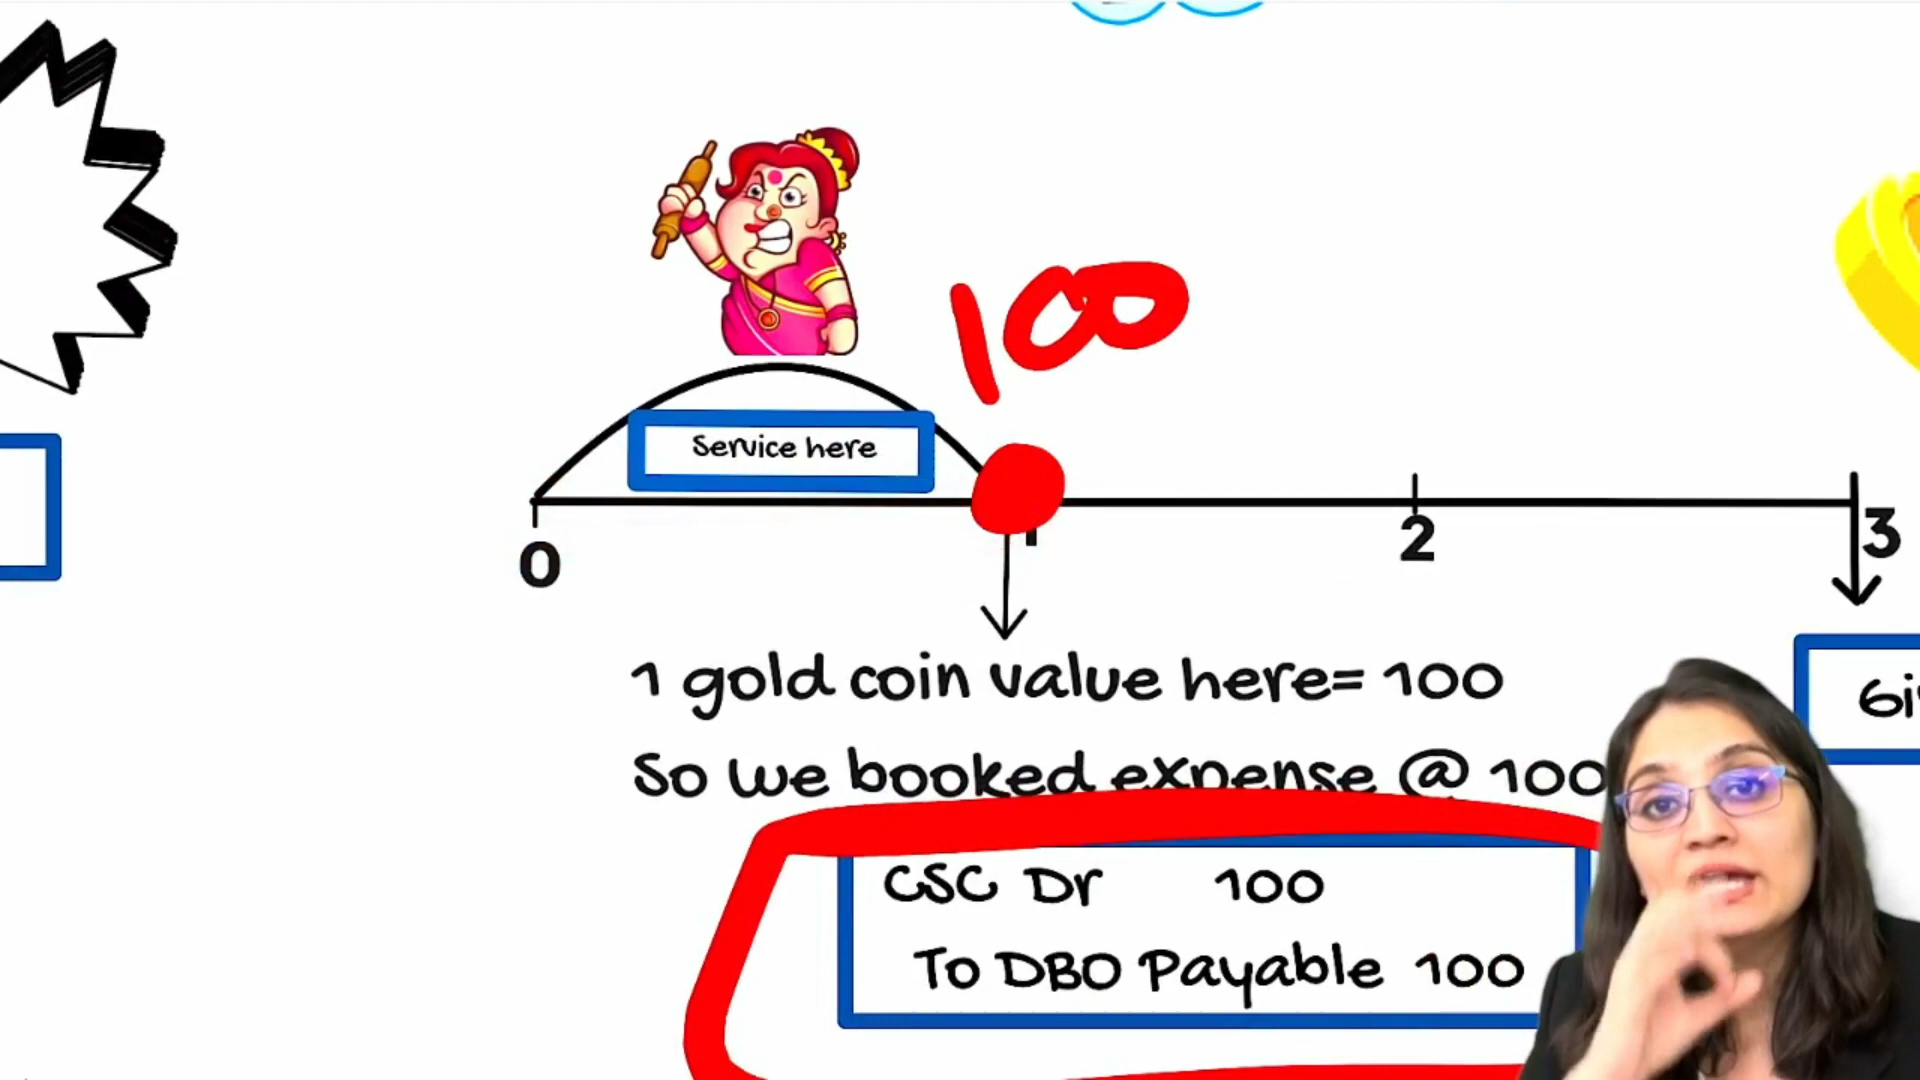 100
Service here
0
2
3
1 gold coin value here= 100
So we booked expense @ 100
CSC Dr 100
To DBO Payable 100